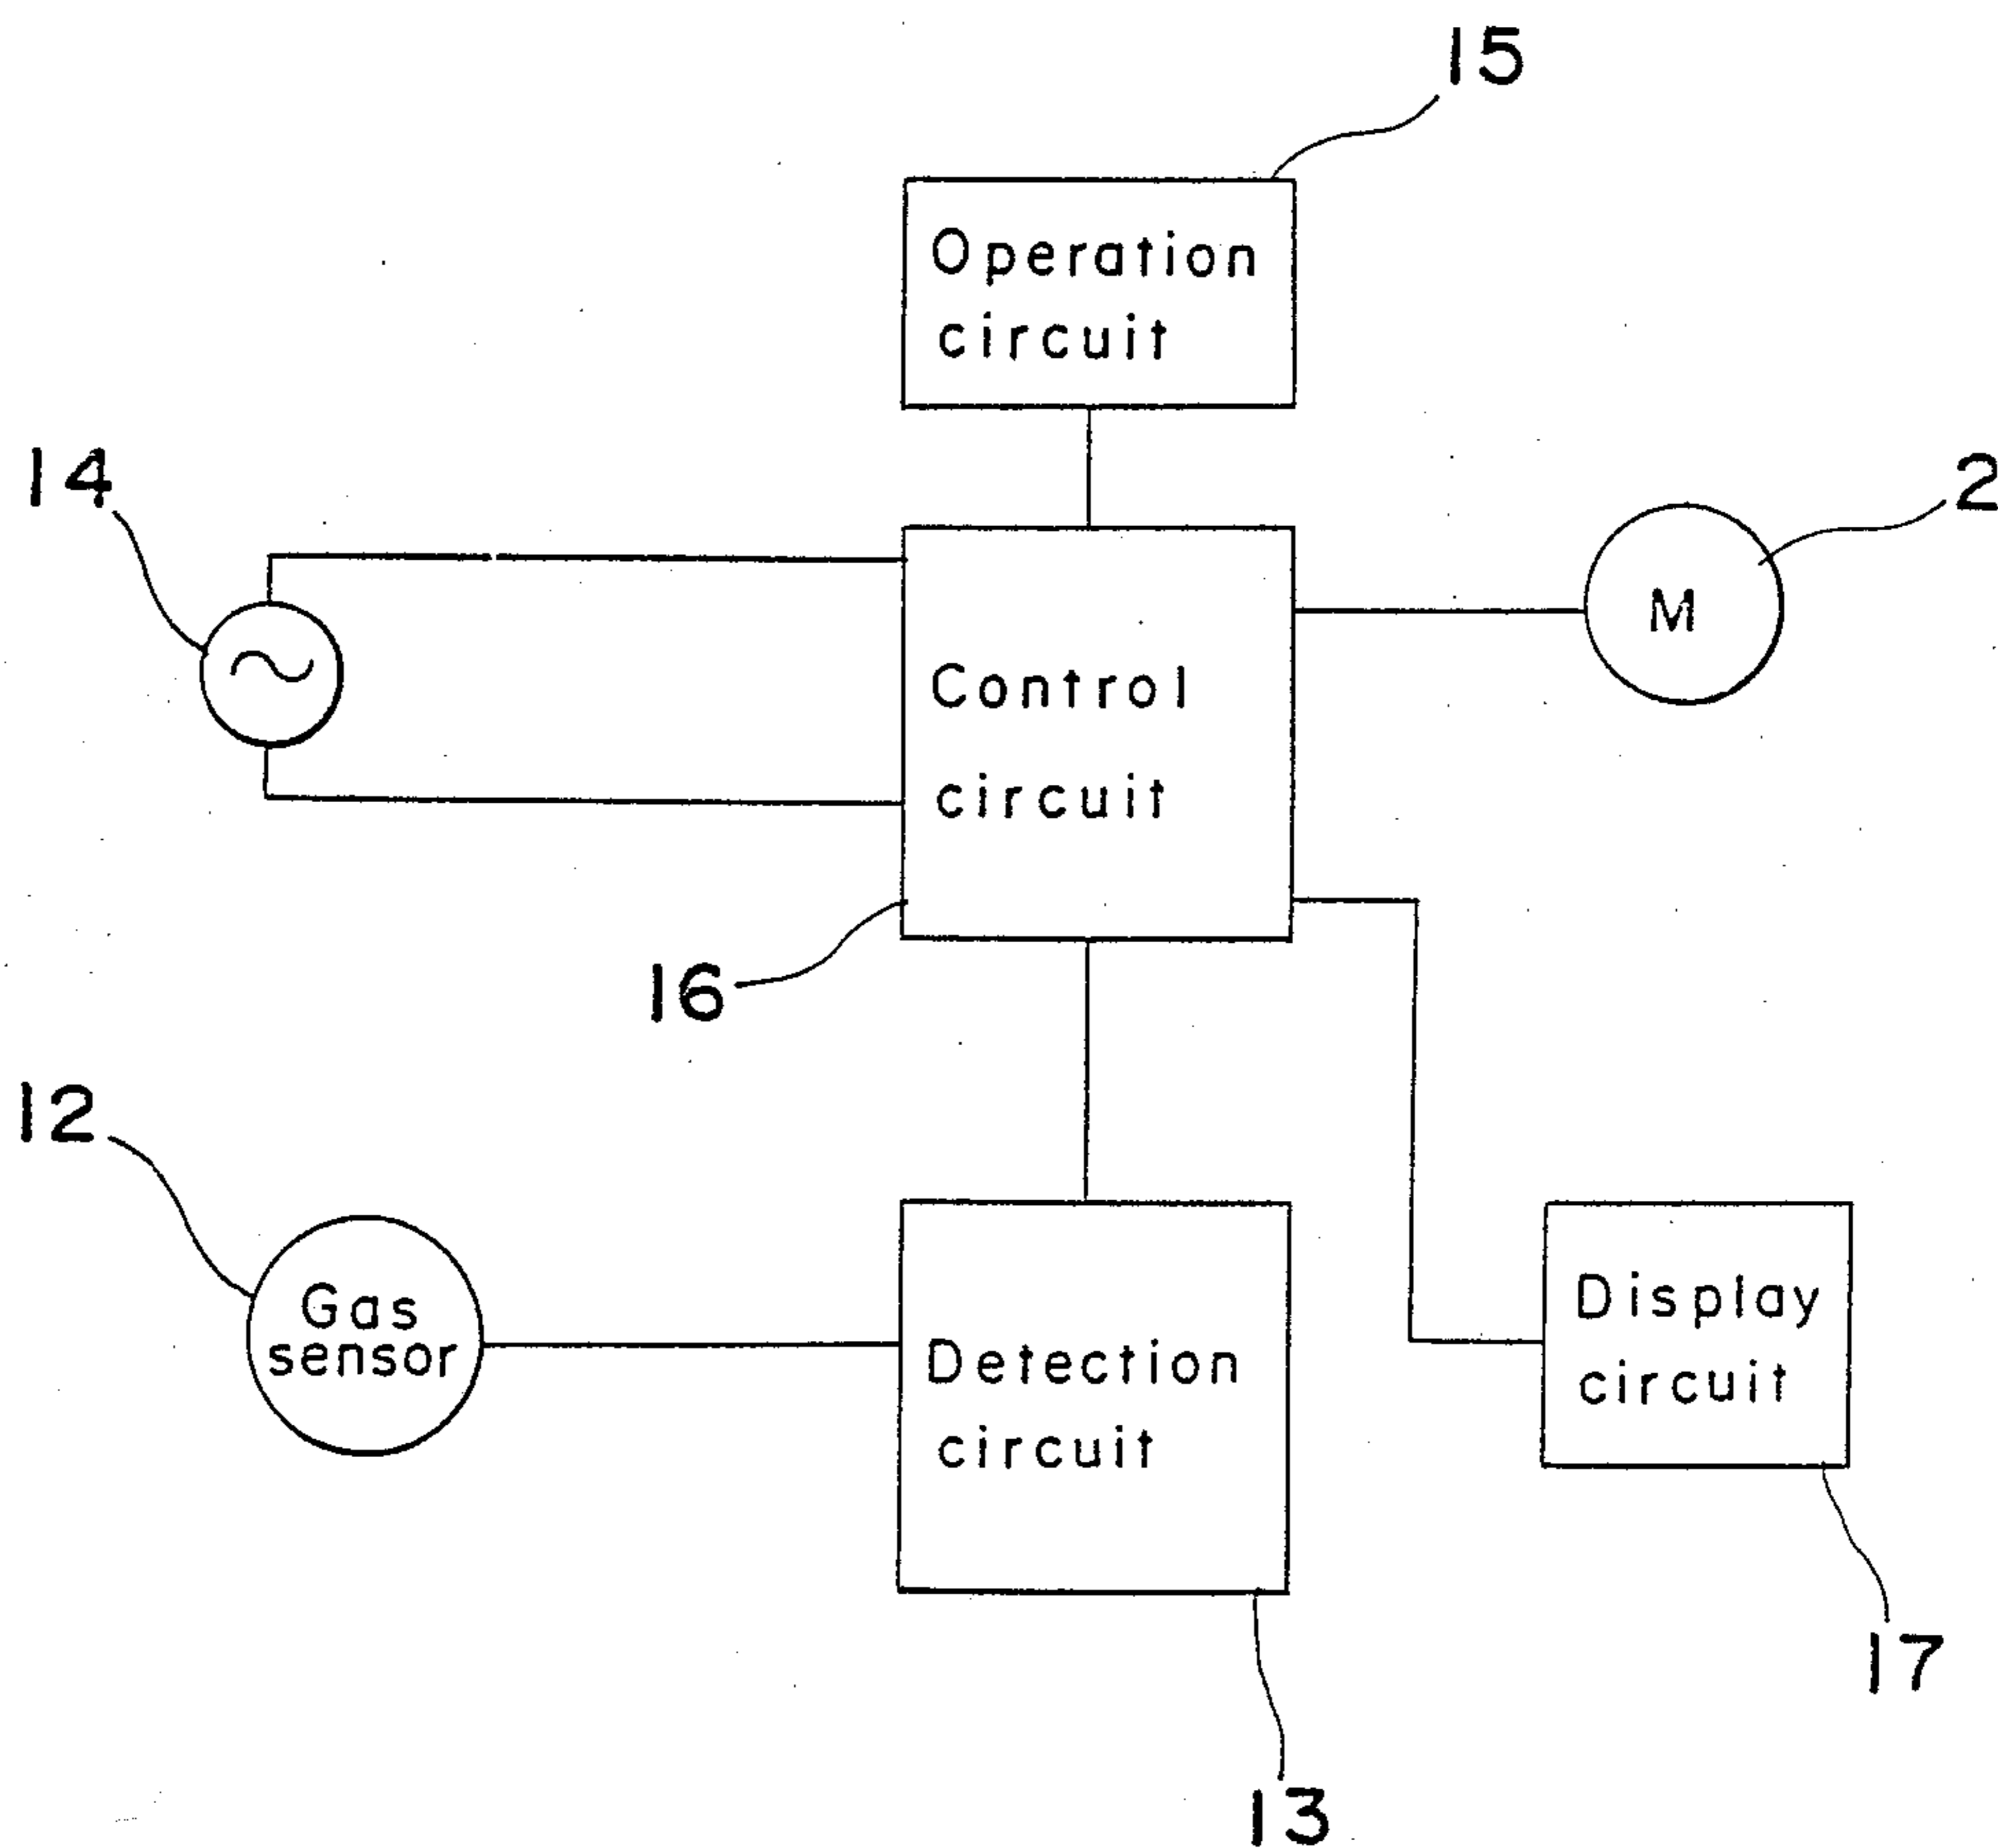 15
Operation
circuit
14
2
M
Control
circuit
16
12
Gas
sensor
Detection
circuit
Display
circuit
17
13